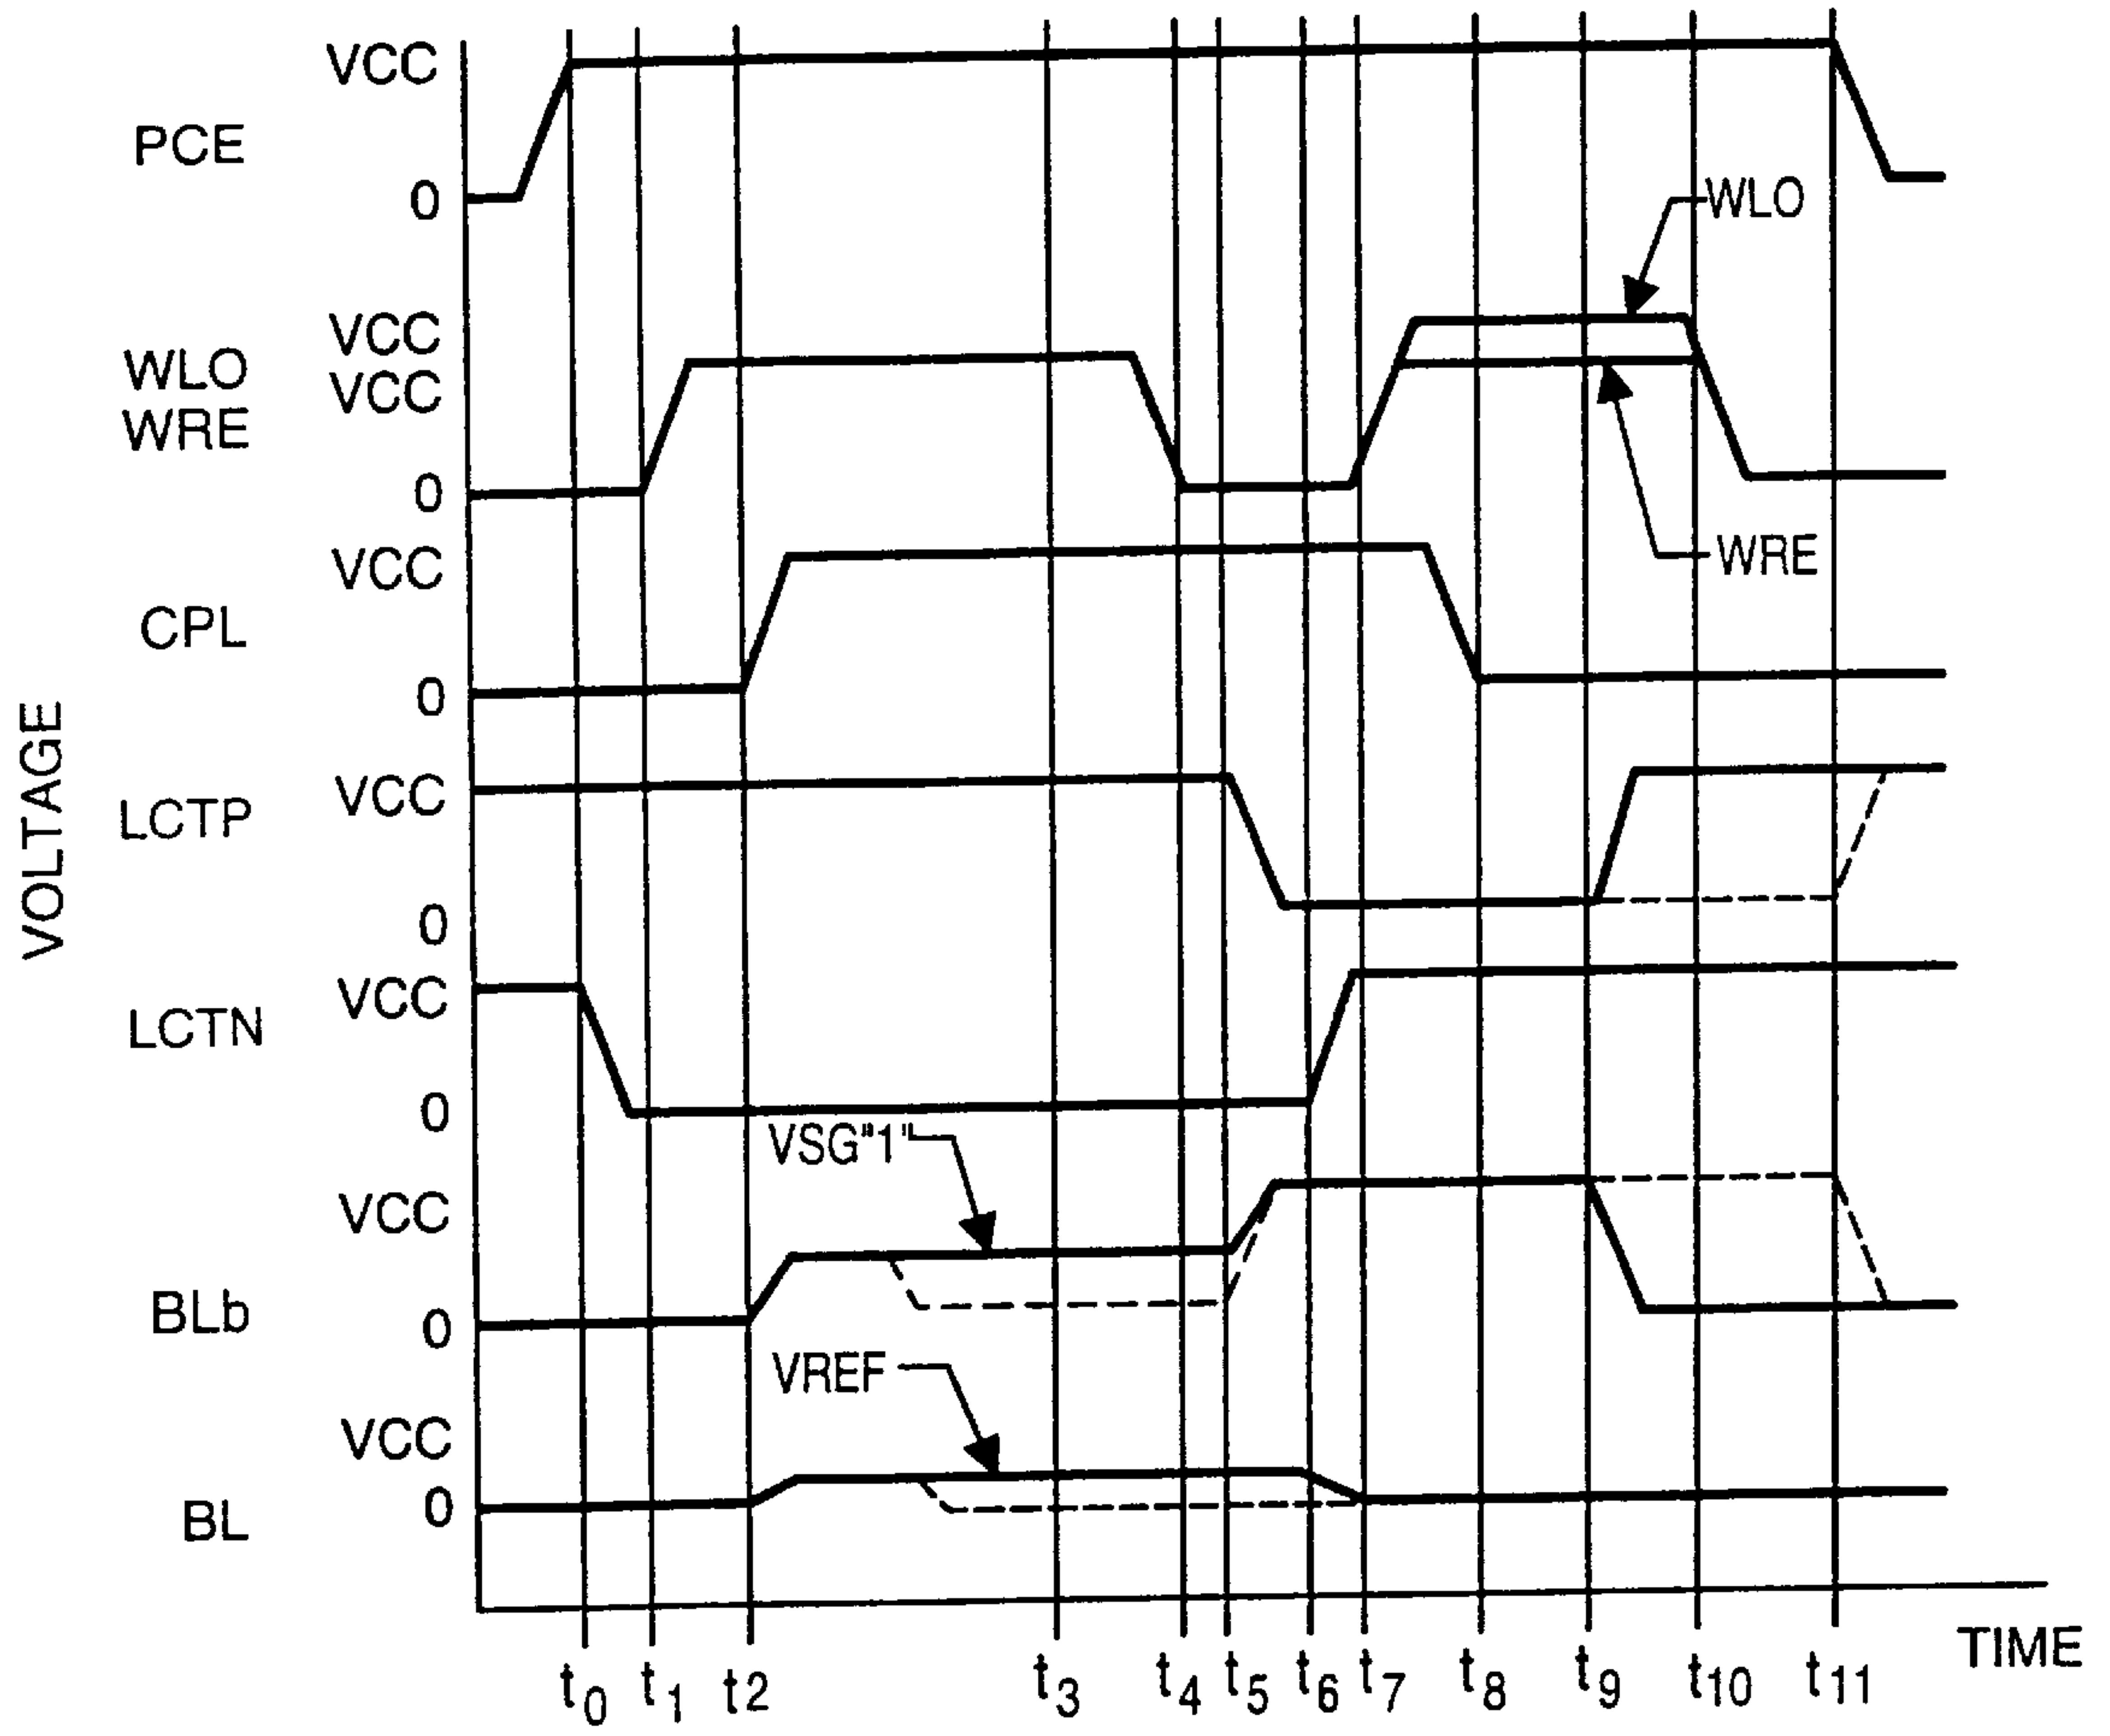 VCC
PCE
0
WLO
VCC
WLO
VCC
WRE
0
WRE
VCC
CPL
0
VOLTAGE
VCC
LCTP
0
VCC
LCTN
0
VSG"1"
VCC
BLb
0
VREF
VCC
BL
0
TIME
t0 t1 t2 t3 t4 t5 t6 t7 t8 t9 t10 t11